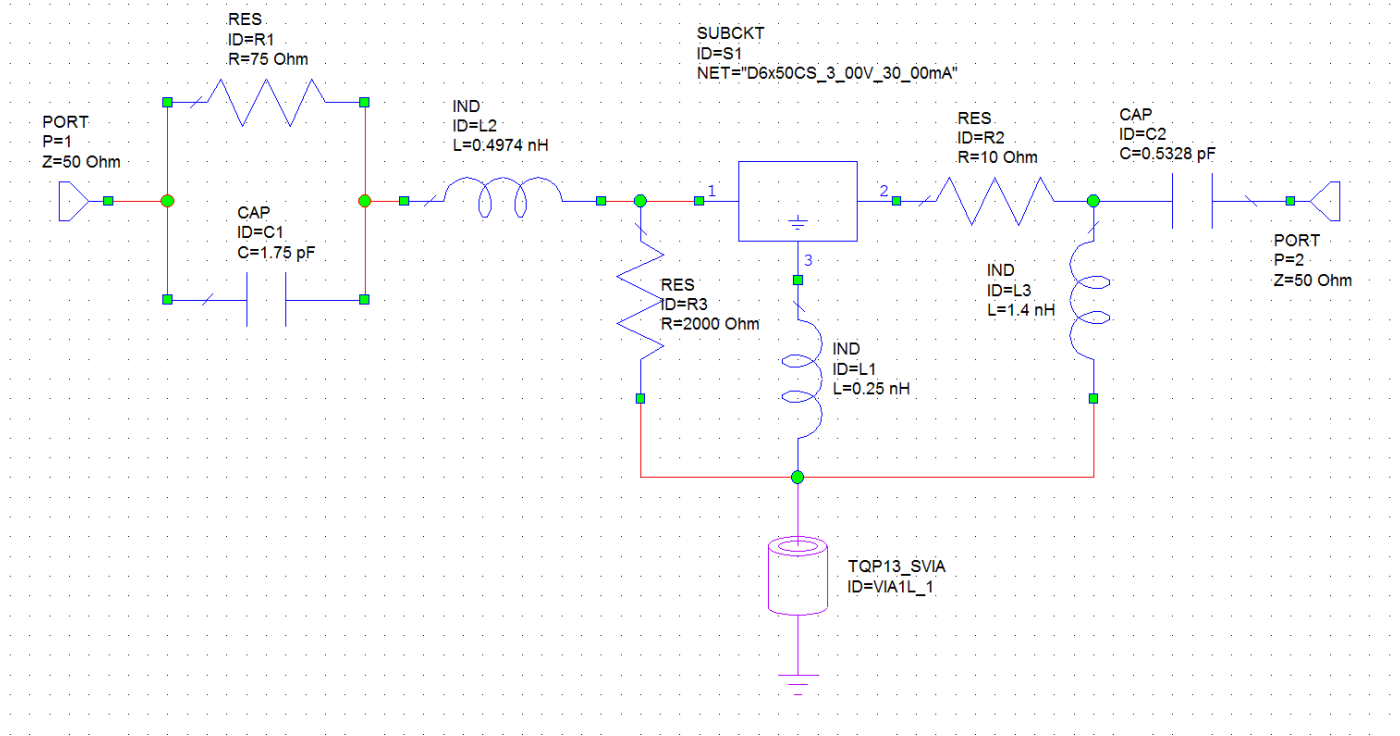 RES
ID=R1
R=75 Ohm
SUBCKT
ID=S1
NET="D6x50CS_3_00V_30_00mA"
PORT
P=1
Z=50 Ohm
IND
ID=L2
L=0.4974 nH
RES
ID=R2
R=10 Ohm
CAP
ID=C2
C=0.5328 pF
1
2
CAP
ID=C1
C=1.75 pF
3
PORT
P=2
Z=50 Ohm
RES
ID=R3
R=2000 Ohm
IND
ID=L3
L=1.4 nH
IND
ID=L1
L=0.25 nH
TQP13_SVIA
ID=VIA1L_1